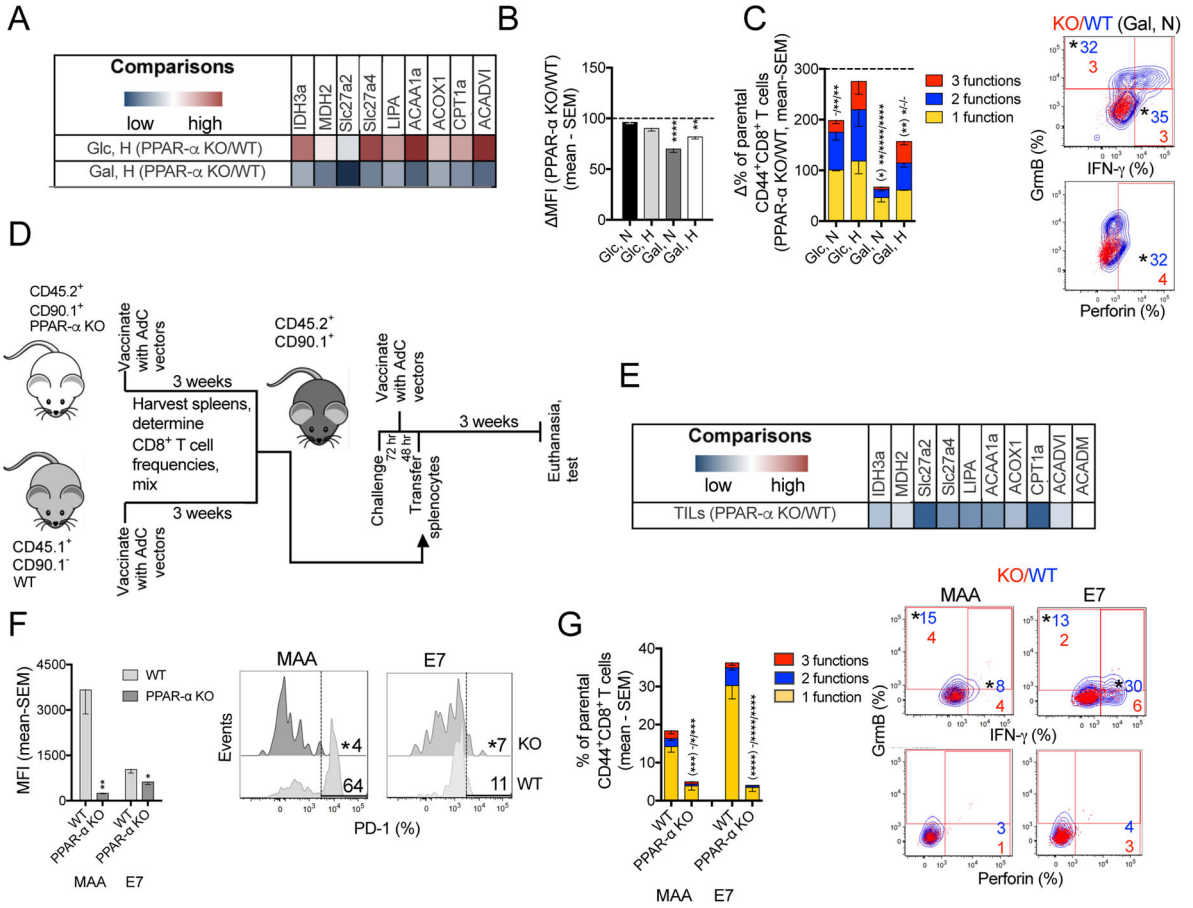 A
Comparisons
low
high
IDH3a
MDH2
Slc27a2
Slc27a4
LIPA
ACAA1a
ACOX1
CPT1a
ACADVI
Glc, H (PPAR-α KO/WT)
Gal, H (PPAR-α KO/WT)
B
ΔMFI (PPAR-α KO/WT)
(mean - SEM)
150
100
50
0
****
**
Glc, N
Glc, H
Gal, N
Gal, H
C
Δ% of parental
CD44+CD8+ T cells
(PPAR-α KO/WT, mean-SEM)
300
200
100
0
-/**/**
(*) **/****/****
(**) */-/-
Glc, N
Glc, H
Gal, N
Gal, H
3 functions
2 functions
1 function
KO/WT (Gal, N)
*32
3
*35
3
GrmB (%)
IFN-γ (%)
*32
4
Perforin (%)
D
CD45.2+
CD90.1+
PPAR-α KO
Vaccinate
with AdC
vectors
3 weeks
Harvest spleens,
determine
CD8+ T cell
frequencies,
mix
3 weeks
CD45.1+
CD90.1-
WT
Vaccinate
with AdC
vectors
CD45.2+
CD90.1+
Vaccinate
with AdC
vectors
3 weeks
Challenge
72 hr
48 hr
Transfer
splenocytes
Euthanasia,
test
E
Comparisons
low
high
IDH3a
MDH2
Slc27a2
Slc27a4
LIPA
ACAA1a
ACOX1
CPT1a
ACADVI
ACADM
TILs (PPAR-α KO/WT)
F
MFI (mean-SEM)
4500
3000
1500
0
WT
PPAR-α KO
**
*
WT
PPAR-α KO
WT
PPAR-α KO
MAA
E7
MAA
E7
Events
*4
64
*7
11
KO
WT
0
10³
10⁴
10⁵
0
10³
10⁴
10⁵
PD-1 (%)
G
% of parental
CD44+CD8+ T cells
(mean - SEM)
40
30
20
10
0
(***) -/*/***
(****) -/****/****
WT
PPAR-α KO
WT
PPAR-α KO
MAA
E7
3 functions
2 functions
1 function
KO/WT
MAA
E7
*15
4
*8
4
*13
2
*30
6
GrmB (%)
IFN-γ (%)
3
1
4
3
Perforin (%)